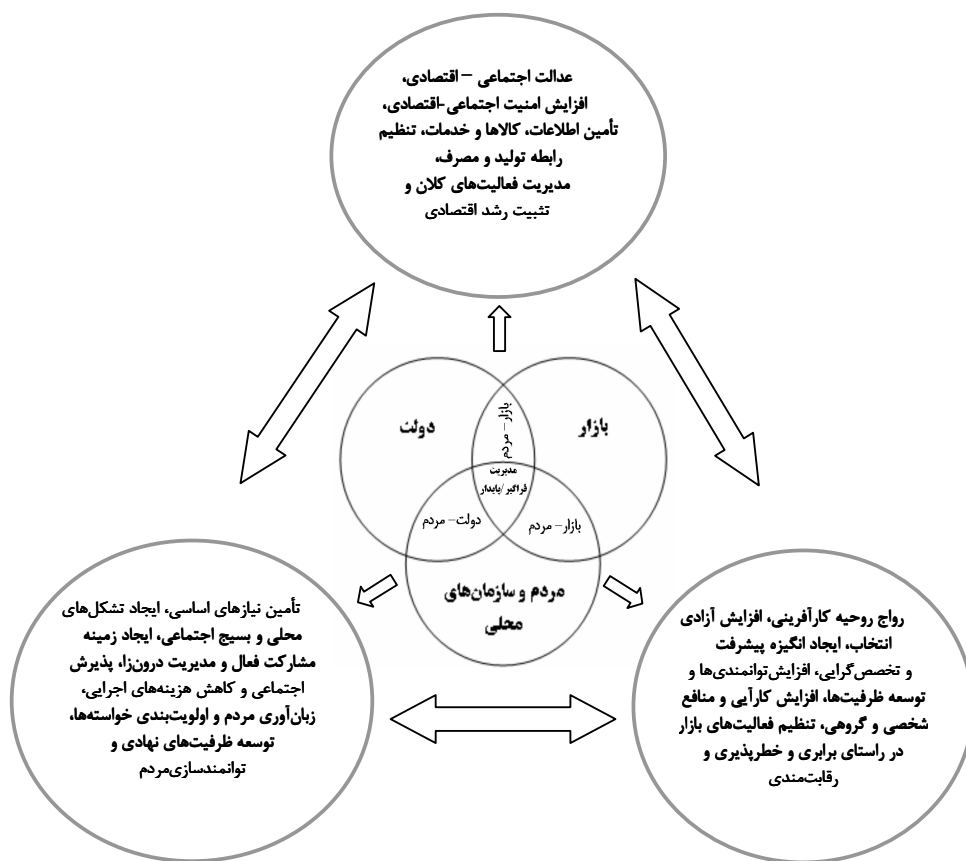 عدالت اجتماعی – اقتصادی،
افزایش امنیت اجتماعی-اقتصادی،
تأمین اطلاعات، کالاها و خدمات، تنظیم
رابطه تولید و مصرف،
مدیریت فعالیت‌های کلان و
تثبیت رشد اقتصادی
بازار
دولت
بازار- مردم
مدیریت
فراگیر/پایدار
بازار- مردم
دولت- مردم
مردم و سازمان‌های
محلی
رواج روحیه کارآفرینی، افزایش آزادی
انتخاب، ایجاد انگیزه پیشرفت
و تخصص‌گرایی، افزایش‌توانمندی‌ها و
توسعه ظرفیت‌ها، افزایش کارآیی و منافع
شخصی و گروهی، تنظیم فعالیت‌های بازار
در راستای برابری و خطرپذیری و
رقابت‌مندی
تأمین نیازهای اساسی، ایجاد تشکل‌های
محلی و بسیج اجتماعی، ایجاد زمینه
مشارکت فعال و مدیریت درون‌زا، پذیرش
اجتماعی و کاهش هزینه‌های اجرایی،
زبان‌آوری مردم و اولویت‌بندی خواسته‌ها،
توسعه ظرفیت‌های نهادی و
توانمندسازی‌مردم